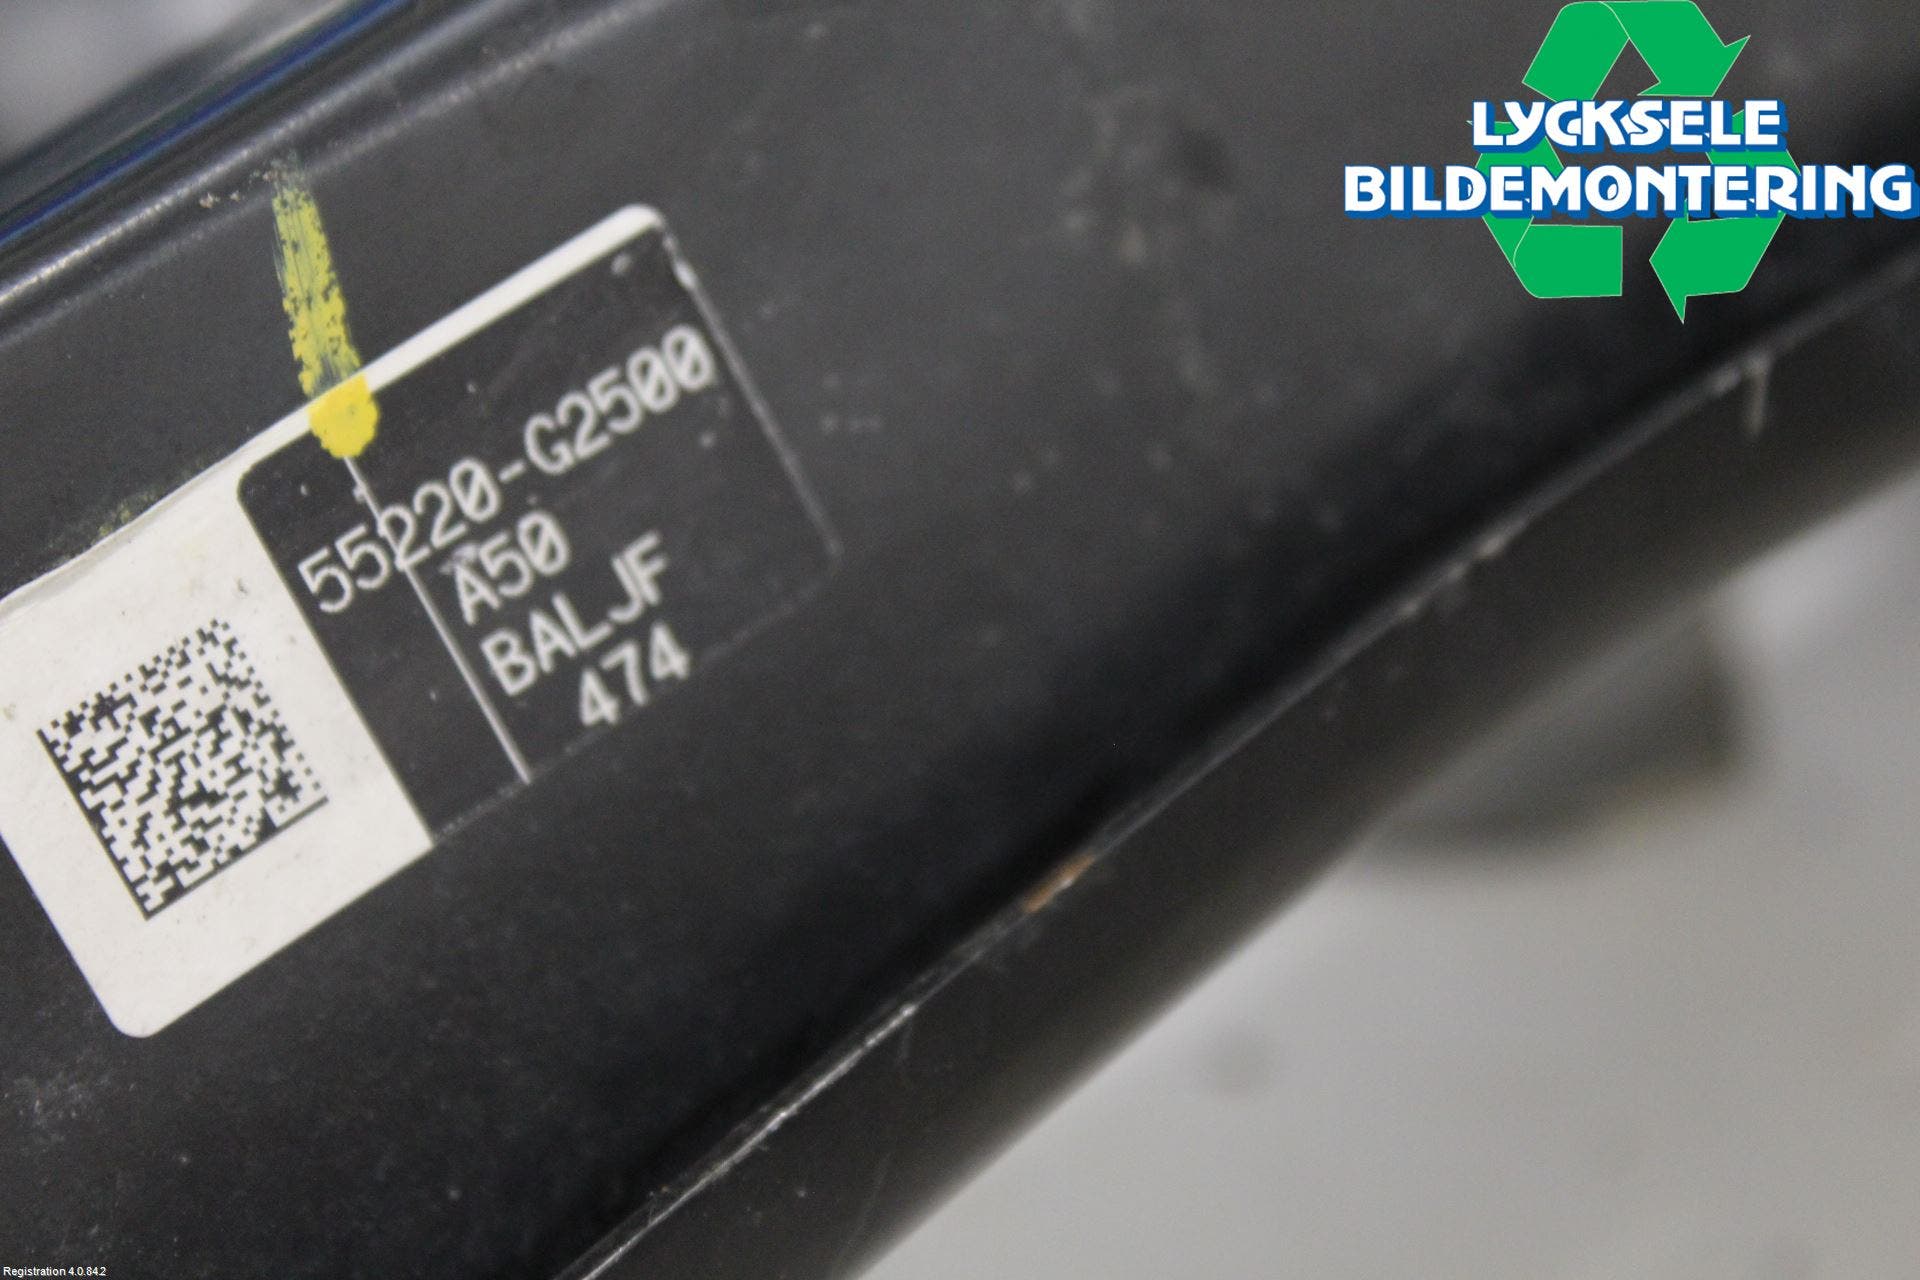 LYCKSELE
BILDEMONTERING
55220-G2500
A50
BALJF
474
Registration 4.0.84.2